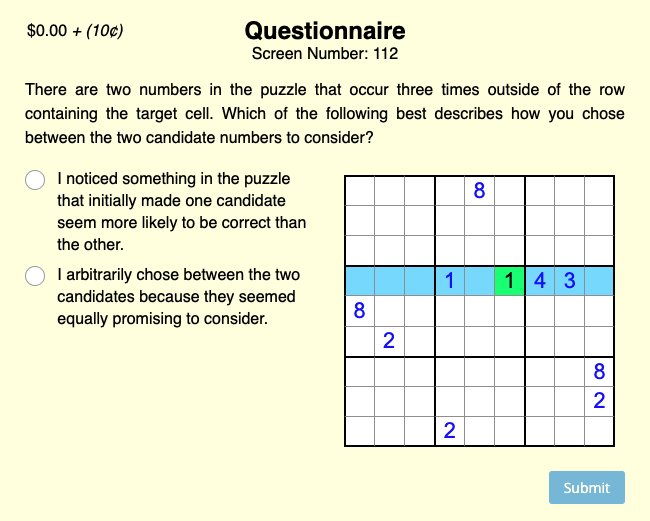 $0.00 + (10¢)
Questionnaire
Screen Number: 112
There are two numbers in the puzzle that occur three times outside of the row
containing the target cell. Which of the following best describes how you chose
between the two candidate numbers to consider?
I noticed something in the puzzle
that initially made one candidate
seem more likely to be correct than
the other.
I arbitrarily chose between the two
candidates because they seemed
equally promising to consider.
8
1 1 4 3
8
2
8
2
2
Submit